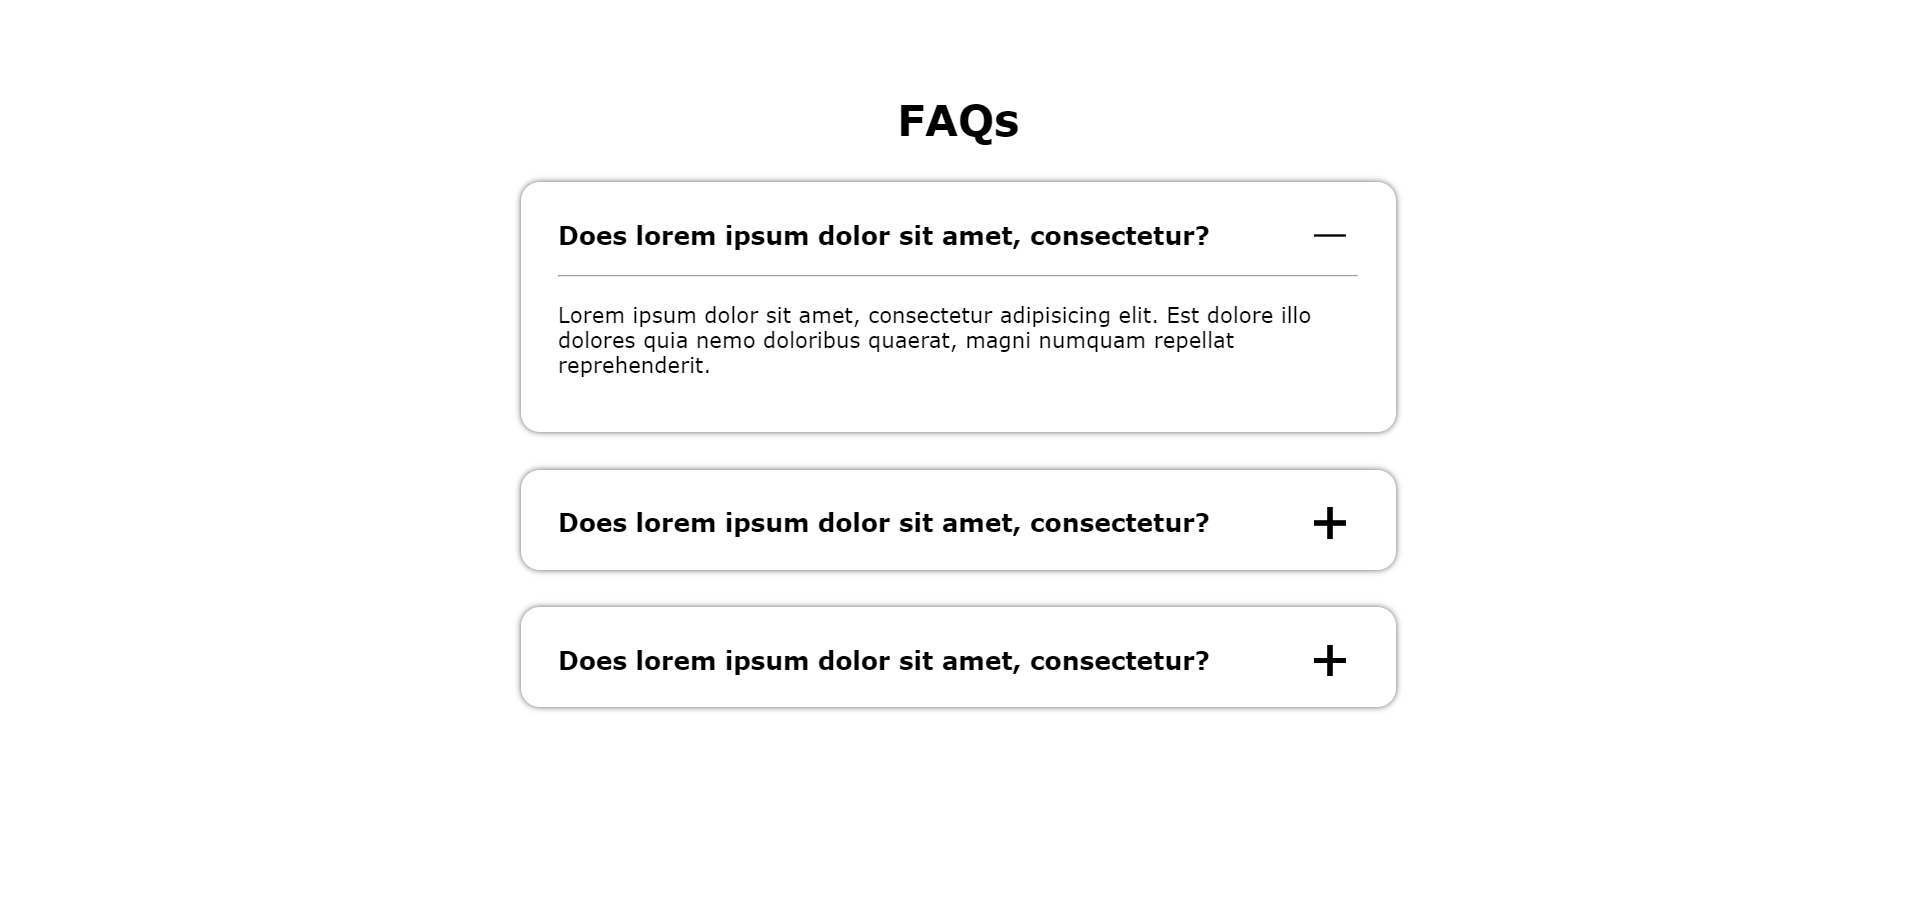 FAQs
Does lorem ipsum dolor sit amet, consectetur?
Lorem ipsum dolor sit amet, consectetur adipisicing elit. Est dolore illo
dolores quia nemo doloribus quaerat, magni numquam repellat
reprehenderit.
Does lorem ipsum dolor sit amet, consectetur?
Does lorem ipsum dolor sit amet, consectetur?